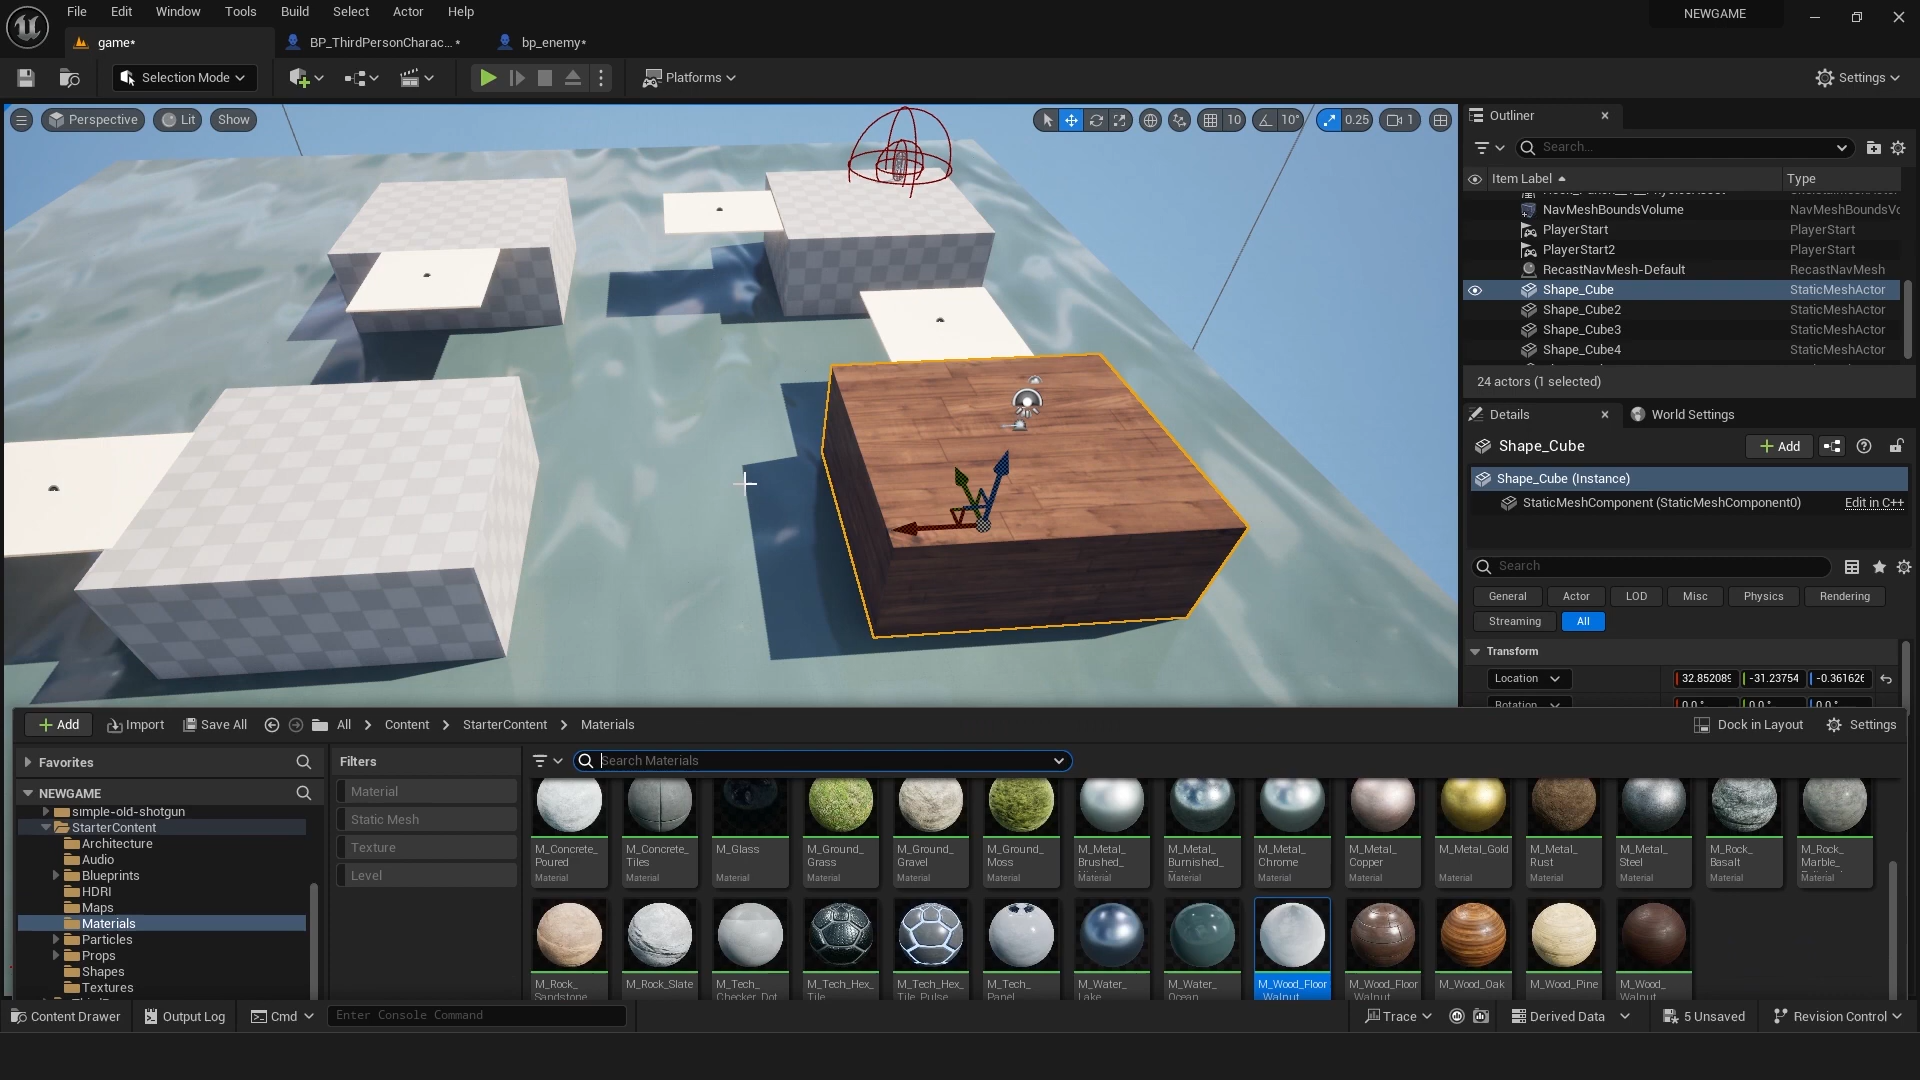 File Edit Window Tools Build Select Actor Help
NEWGAME
game*
BP_ThirdPersonCharac... *
bp_enemy*
Selection Mode
Platforms
Settings
Perspective
Lit
Show
10
10°
0.25
1
Outliner
Search...
Item Label
Type
NavMeshBoundsVolume NavMeshBoundsVo
PlayerStart PlayerStart
PlayerStart2 PlayerStart
RecastNavMesh-Default RecastNavMesh
Shape_Cube StaticMeshActor
Shape_Cube2 StaticMeshActor
Shape_Cube3 StaticMeshActor
Shape_Cube4 StaticMeshActor
24 actors (1 selected)
Details
World Settings
Shape_Cube
Add
Shape_Cube (Instance)
StaticMeshComponent (StaticMeshComponent0) Edit in C++
Search
General Actor LOD Misc Physics Rendering
Streaming All
Transform
Location 32.852089 -31.23754 -0.361626
Rotation 0.0° 0.0° 0.0°
Add
Import
Save All
All
Content
StarterContent
Materials
Dock in Layout
Settings
Favorites
NEWGAME
simple-old-shotgun
StarterContent
Architecture
Audio
Blueprints
HDRI
Maps
Materials
Particles
Props
Shapes
Textures
Filters
Material
Static Mesh
Texture
Level
Search Materials
M_Concrete_
Poured
Material
M_Concrete_
Tiles
Material
M_Glass
Material
M_Ground_
Grass
Material
M_Ground_
Gravel
Material
M_Ground_
Moss
Material
M_Metal_
Brushed_
Material
M_Metal_
Burnished_
Material
M_Metal_
Chrome
Material
M_Metal_
Copper
Material
M_Metal_Gold
Material
M_Metal_
Rust
Material
M_Metal_
Steel
Material
M_Rock_
Basalt
Material
M_Rock_
Marble_
Material
M_Rock_
Sandstone
M_Rock_Slate
M_Tech_
Checker_Dot
M_Tech_Hex_
Tile
M_Tech_Hex_
Tile_Pulse
M_Tech_
Panel
M_Water_
Lake
M_Water_
Ocean
M_Wood_Floor
Walnut
M_Wood_Floor
Walnut
M_Wood_Oak
M_Wood_Pine
M_Wood_
Walnut
Content Drawer
Output Log
Cmd
Enter Console Command
Trace
Derived Data
5 Unsaved
Revision Control